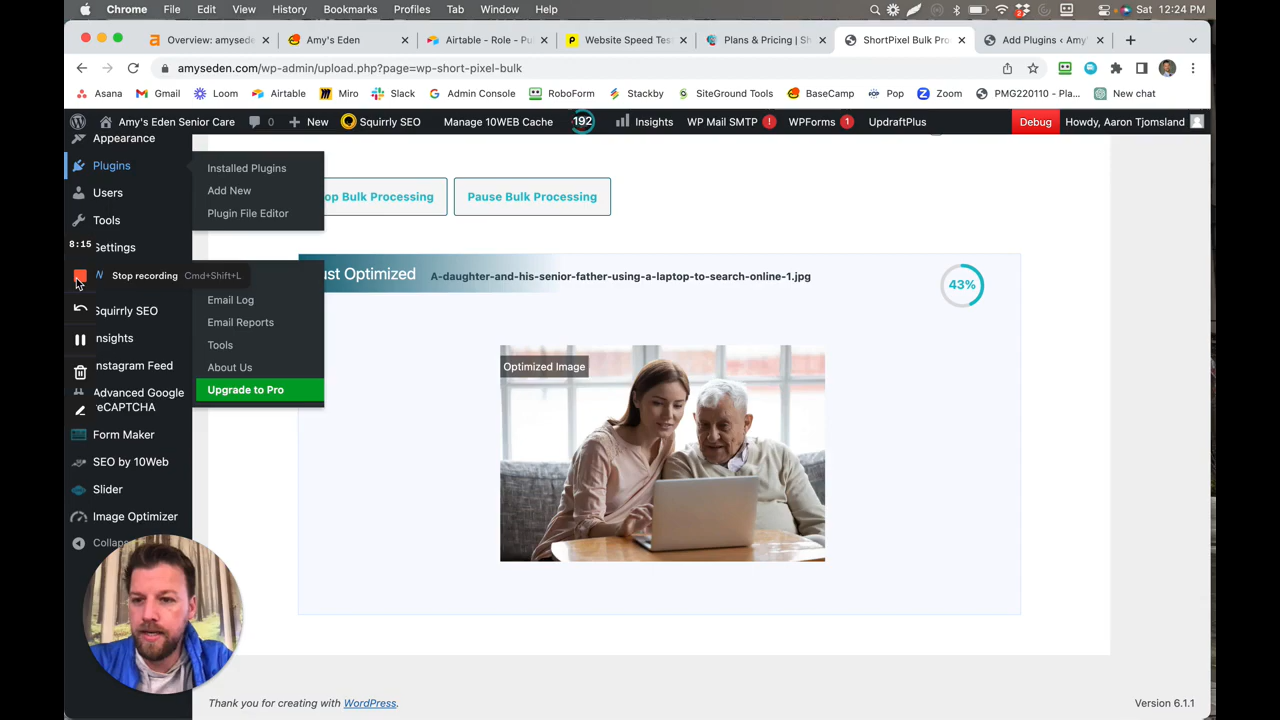 Chrome File Edit View History Bookmarks Profiles Tab Window Help Sat 12:24 PM
Overview: amysede Amy's Eden Airtable - Role - Pu Website Speed Tes Plans & Pricing | Sh ShortPixel Bulk Pro Add Plugins ‹ Amy'
amyseden.com/wp-admin/upload.php?page=wp-short-pixel-bulk
Asana Gmail Loom Airtable Miro Slack Admin Console RoboForm Stackby SiteGround Tools BaseCamp Pop Zoom PMG220110 - Pla... New chat
Amy's Eden Senior Care 0 New Squirrly SEO Manage 10WEB Cache 192 Insights WP Mail SMTP ! WPForms 1 UpdraftPlus Debug Howdy, Aaron Tjomsland
Appearance
Plugins
Installed Plugins
Users
Add New
op Bulk Processing
Pause Bulk Processing
Plugin File Editor
Tools
8:15
Settings
Stop recording Cmd+Shift+L
ust Optimized
A-daughter-and-his-senior-father-using-a-laptop-to-search-online-1.jpg
43%
Email Log
Squirrly SEO
Email Reports
Insights
Tools
Instagram Feed
About Us
Optimized Image
Upgrade to Pro
Advanced Google
reCAPTCHA
Form Maker
SEO by 10Web
Slider
Image Optimizer
Collaps
Thank you for creating with WordPress.
Version 6.1.1